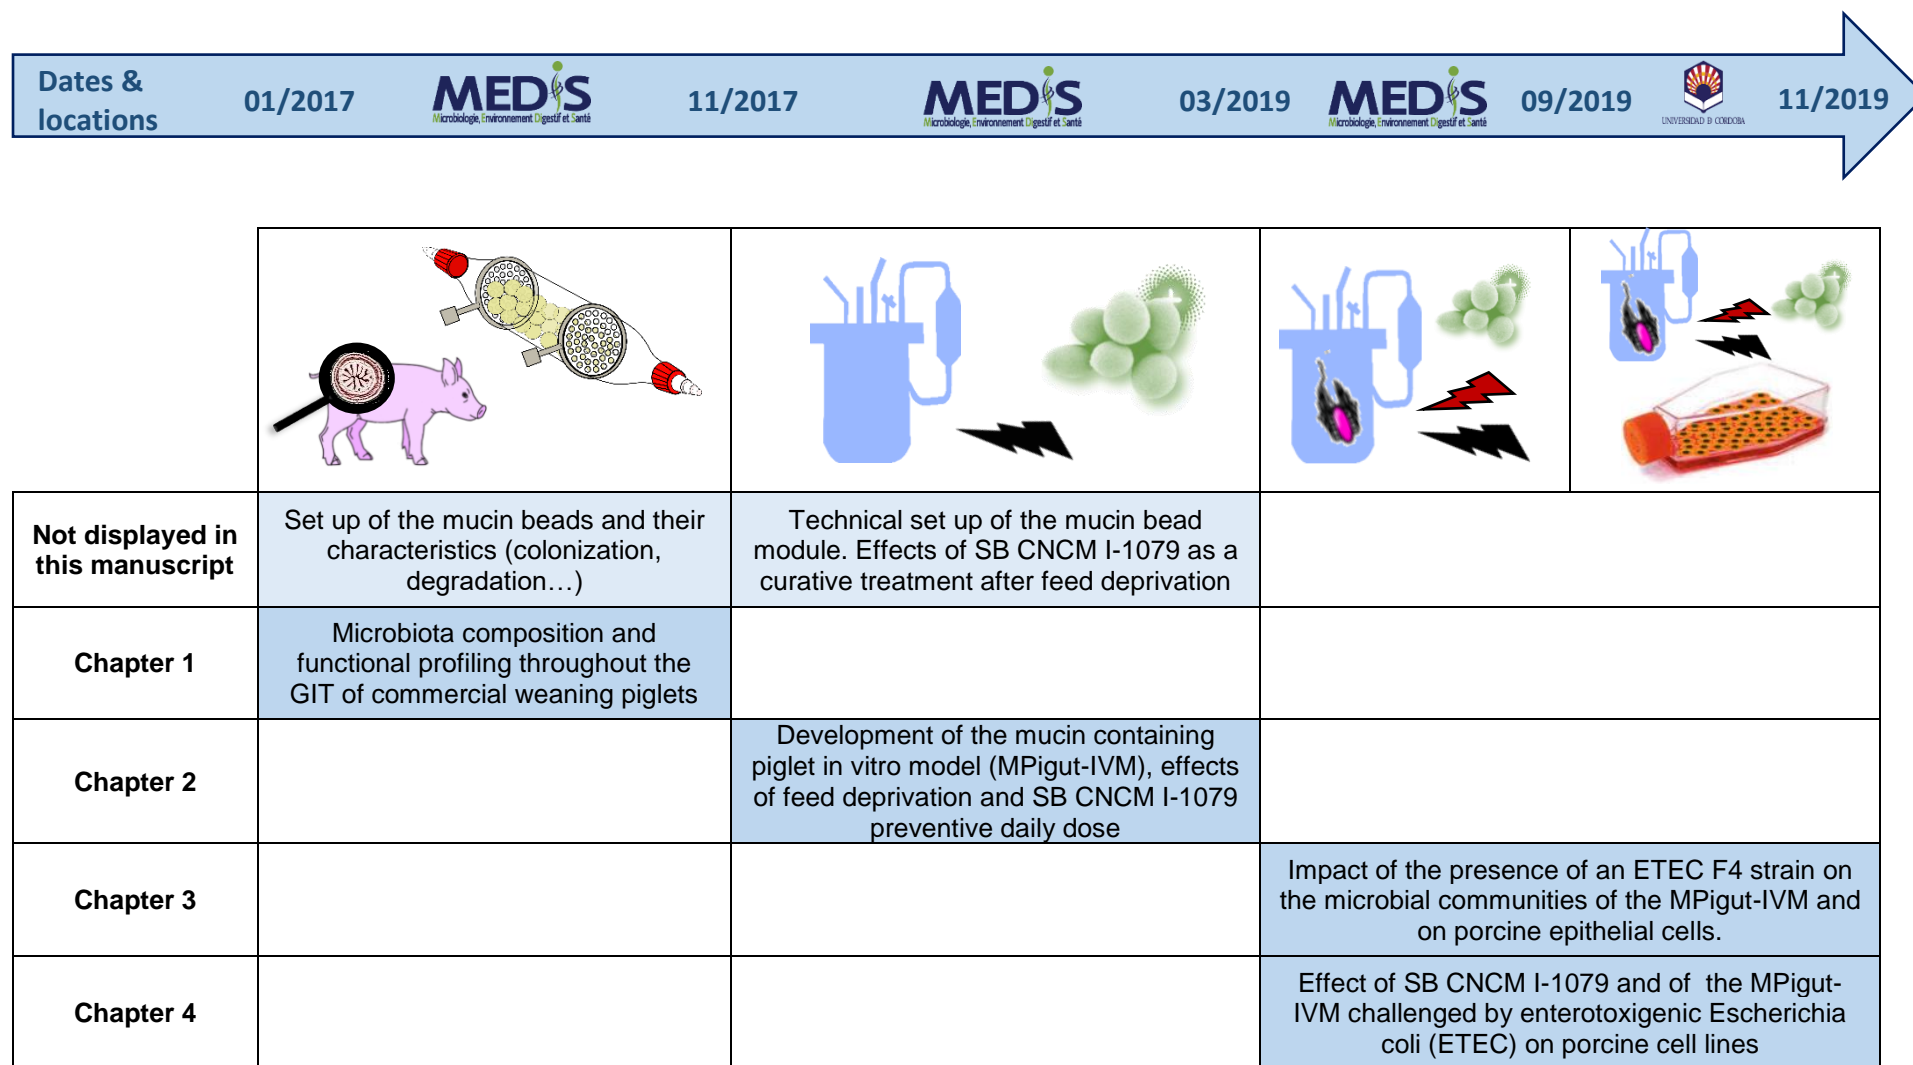 Dates &
locations
01/2017
MEDiS
Microbiologie, Environnement Digestif et Santé
11/2017
MEDiS
Microbiologie, Environnement Digestif et Santé
03/2019
MEDiS
Microbiologie, Environnement Digestif et Santé
09/2019
UNIVERSIDAD D CORDOBA
11/2019
Not displayed in
this manuscript
Set up of the mucin beads and their
characteristics (colonization,
degradation…)
Technical set up of the mucin bead
module. Effects of SB CNCM I-1079 as a
curative treatment after feed deprivation
Chapter 1
Microbiota composition and
functional profiling throughout the
GIT of commercial weaning piglets
Chapter 2
Development of the mucin containing
piglet in vitro model (MPigut-IVM), effects
of feed deprivation and SB CNCM I-1079
preventive daily dose
Chapter 3
Impact of the presence of an ETEC F4 strain on
the microbial communities of the MPigut-IVM and
on porcine epithelial cells.
Chapter 4
Effect of SB CNCM I-1079 and of  the MPigut-
IVM challenged by enterotoxigenic Escherichia
coli (ETEC) on porcine cell lines